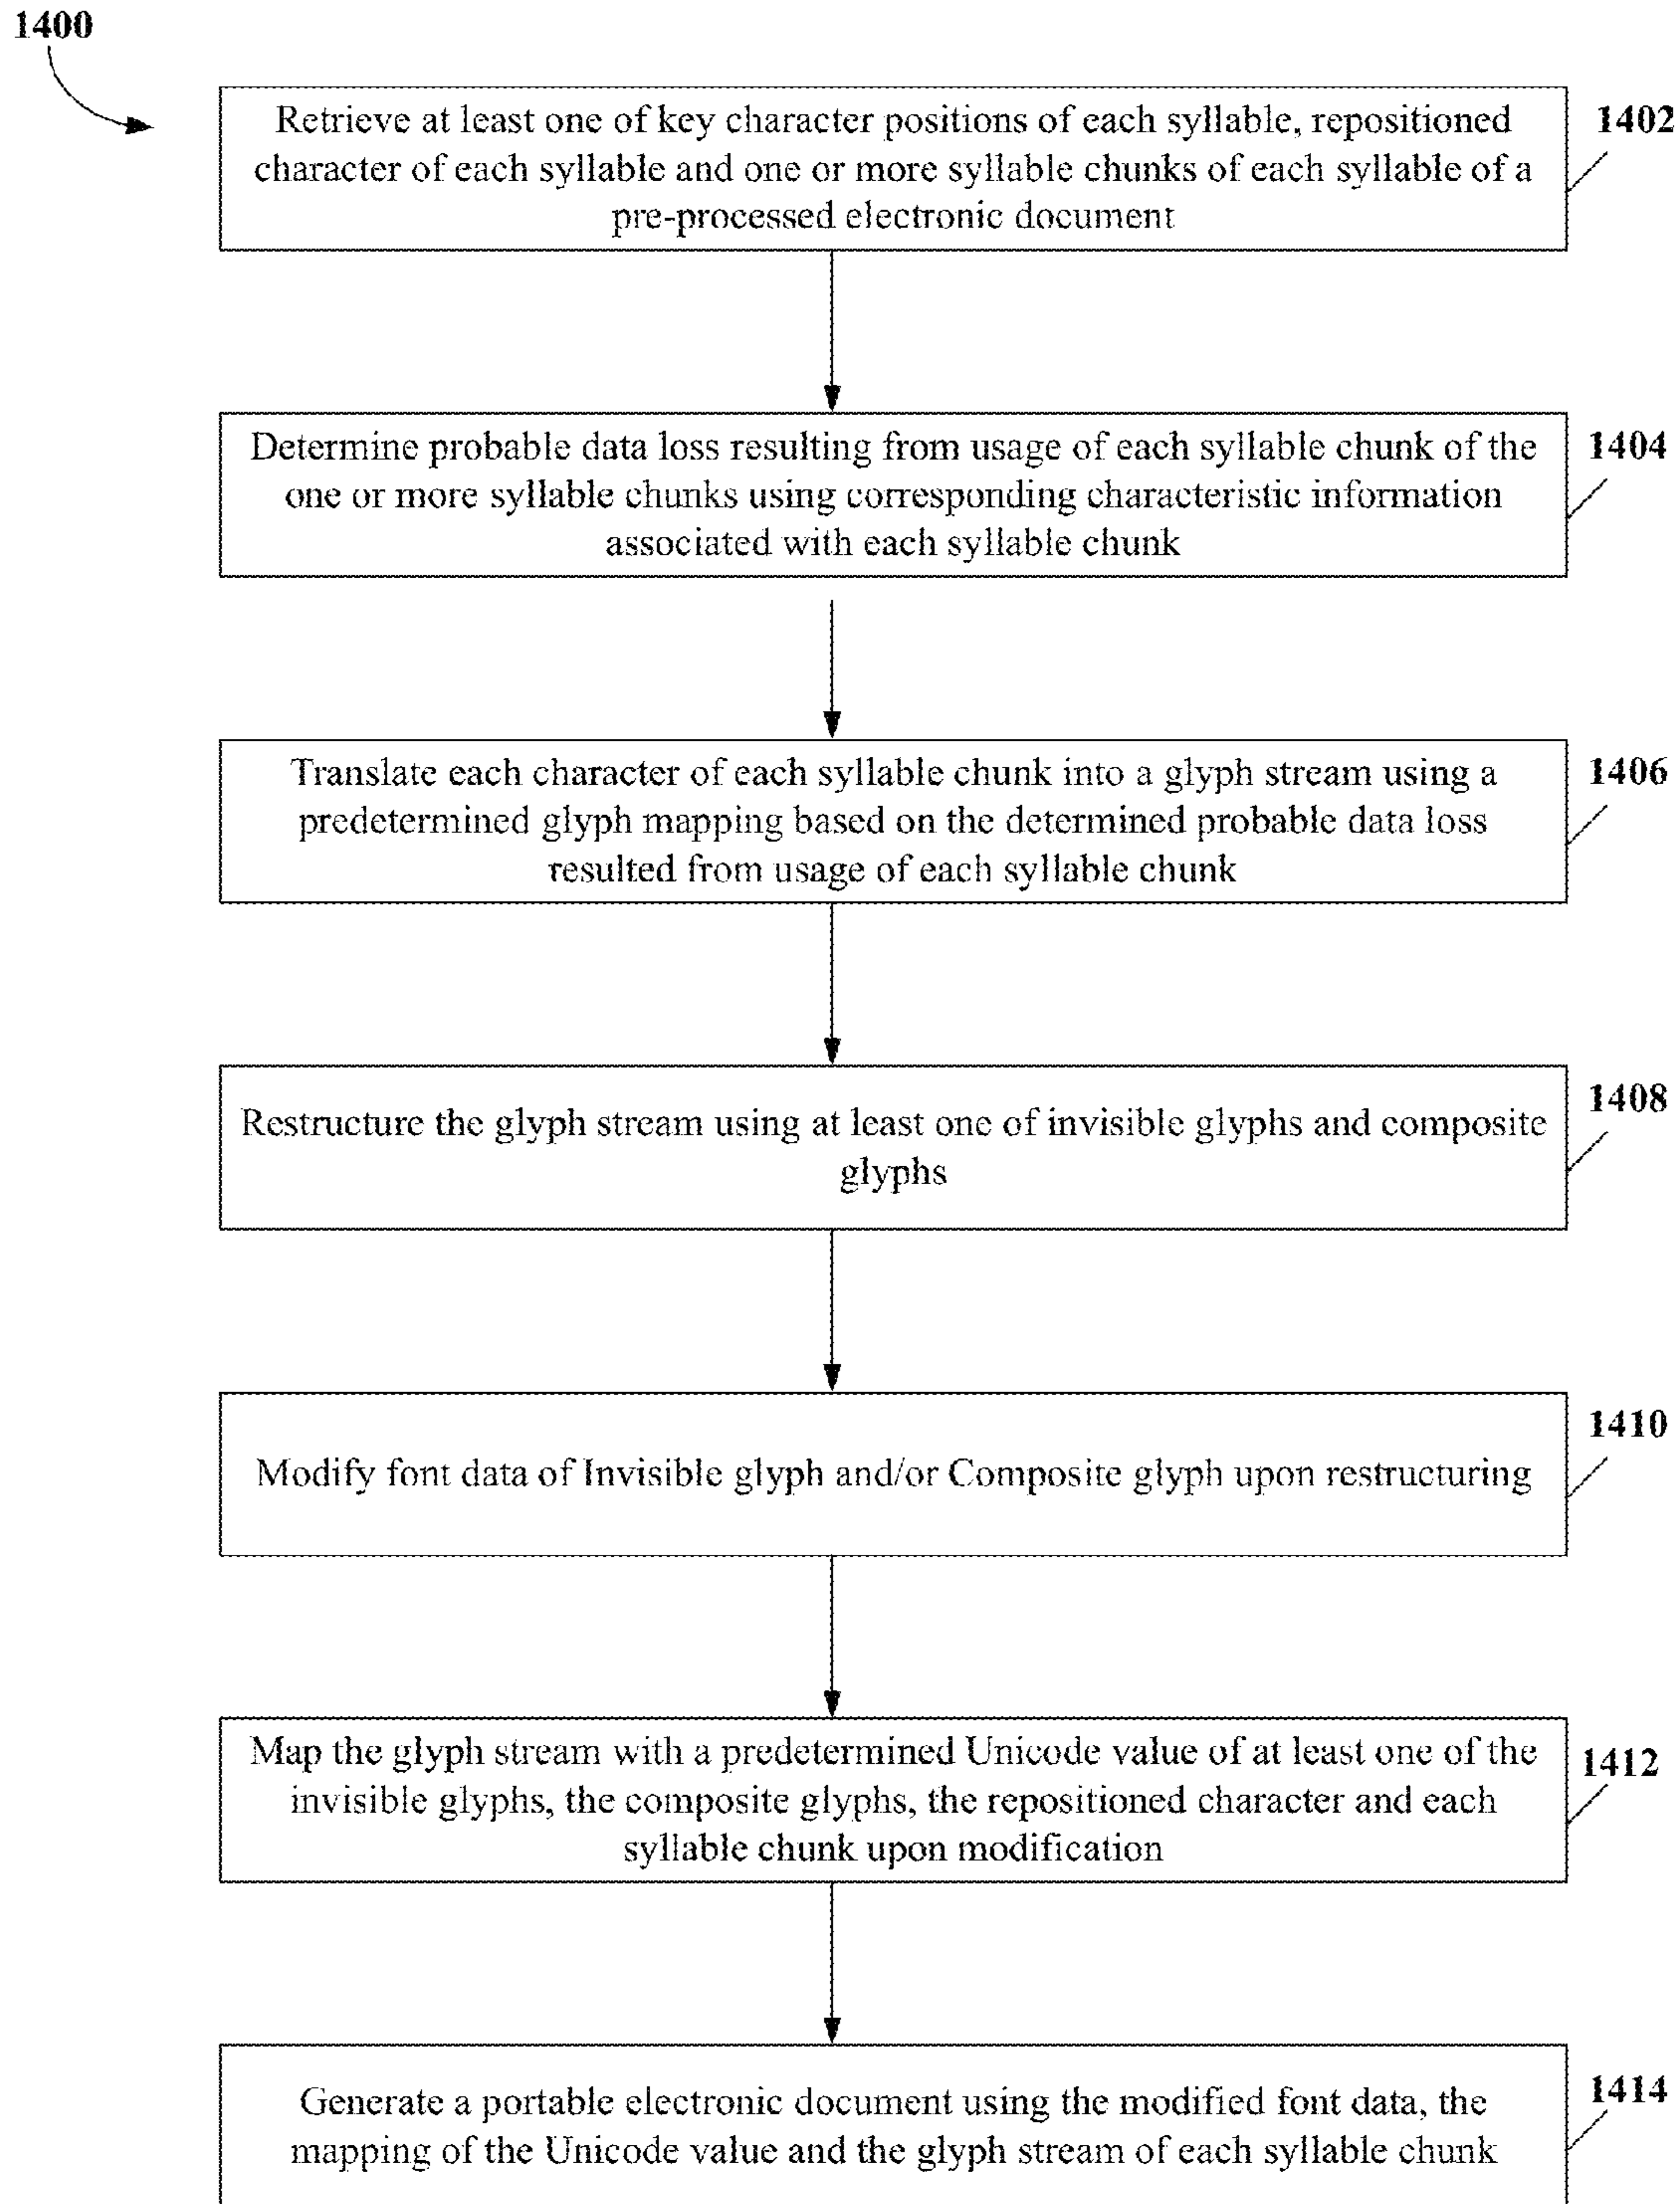 1400
Retrieve at least one of key character positions of each syllable, repositioned
character of each syllable and one or more syllable chunks of each syllable of a
pre-processed electronic document
1402
Determine probable data loss resulting from usage of each syllable chunk of the
one or more syllable chunks using corresponding characteristic information
associated with each syllable chunk
1404
Translate each character of each syllable chunk into a glyph stream using a
predetermined glyph mapping based on the determined probable data loss
resulted from usage of each syllable chunk
1406
Restructure the glyph stream using at least one of invisible glyphs and composite
glyphs
1408
Modify font data of Invisible glyph and/or Composite glyph upon restructuring
1410
Map the glyph stream with a predetermined Unicode value of at least one of the
invisible glyphs, the composite glyphs, the repositioned character and each
syllable chunk upon modification
1412
Generate a portable electronic document using the modified font data, the
mapping of the Unicode value and the glyph stream of each syllable chunk
1414